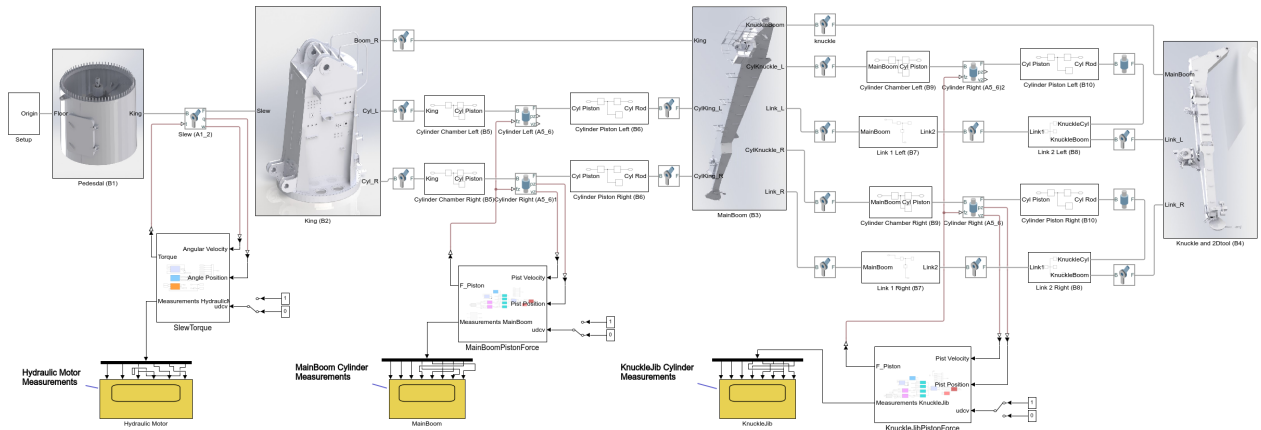 Origin
Setup
Floor
King
Pedesdal (B1)
B
F
Slew (A1_2)
Slew
Boom_R
Cyl_L
Cyl_R
King (B2)
B
F
B
F
King
Cyl Piston
Cylinder Chamber Left (B5)
Cylinder Left (A5_6)
Cyl Piston
Cyl Rod
Cylinder Piston Left (B6)
B
F
B
F
King
Cyl Piston
Cylinder Chamber Right (B5)
Cylinder Right (A5_6)1
Cyl Piston
Cyl Rod
Cylinder Piston Right (B6)
B
F
King
CylKing_L
CylKing_R
KnuckleBoom
CylKnuckle_L
Link_L
CylKnuckle_R
Link_R
MainBoom (B3)
B
F
knuckle
B
F
MainBoom
Cyl Piston
Cylinder Chamber Left (B9)
Cylinder Right (A5_6)2
Cyl Piston
Cyl Rod
Cylinder Piston Left (B10)
B
F
B
F
MainBoom
Link2
Link 1 Left (B7)
B
F
Link1
KnuckleCyl
KnuckleBoom
Link 2 Left (B8)
B
F
B
F
MainBoom
Cyl Piston
Cylinder Chamber Right (B9)
Cylinder Right (A5_6)
Cyl Piston
Cyl Rod
Cylinder Piston Right (B10)
B
F
B
F
MainBoom
Link2
Link 1 Right (B7)
B
F
Link1
KnuckleCyl
KnuckleBoom
Link 2 Right (B8)
B
F
MainBoom
Link_L
Link_R
Knuckle and 2Dtool (B4)
Angular Velocity
Torque
Angle Position
Measurements Hydraulic
udcv
SlewTorque
1
0
Pist Velocity
F_Piston
Pist Position
Measurements MainBoom
udcv
MainBoomPistonForce
1
0
Pist Velocity
F_Piston
Pist Position
Measurements KnuckleJib
udcv
KnuckleJibPistonForce
1
0
Hydraulic Motor
Measurements
Hydraulic Motor
MainBoom Cylinder
Measurements
MainBoom
KnuckleJib Cylinder
Measurements
KnuckleJib